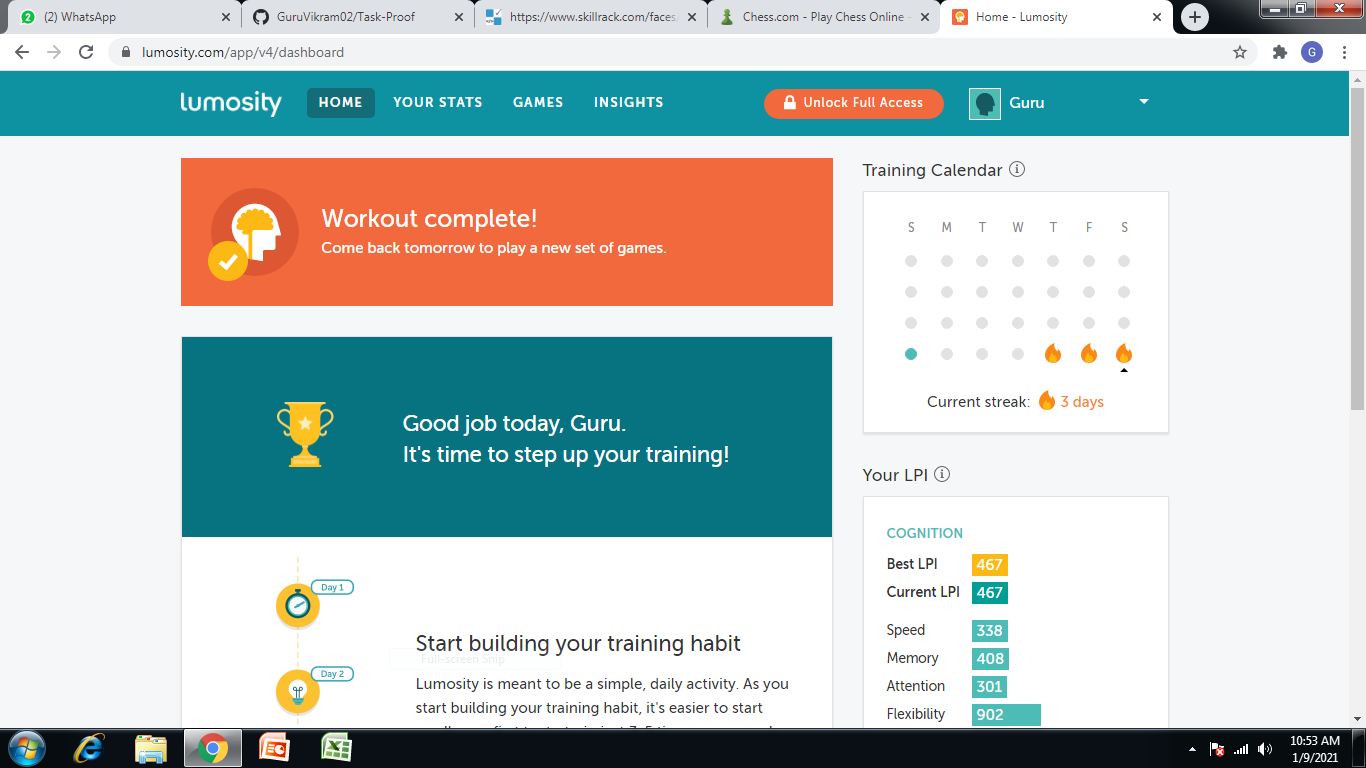 (2) WhatsApp
GuruVikram02/Task-Proof
https://www.skillrack.com/faces/
Chess.com - Play Chess Online -
Home - Lumosity
lumosity.com/app/v4/dashboard
G
lumosity
HOME
YOUR STATS
GAMES
INSIGHTS
Unlock Full Access
Guru
Workout complete!
Come back tomorrow to play a new set of games.
Good job today, Guru.
It's time to step up your training!
Day 1
Day 2
Start building your training habit
Full-screen Snip
Lumosity is meant to be a simple, daily activity. As you
start building your training habit, it's easier to start
Training Calendar
S M T W T F S
Current streak: 3 days
Your LPI
COGNITION
Best LPI 467
Current LPI 467
Speed 338
Memory 408
Attention 301
Flexibility 902
10:53 AM
1/9/2021